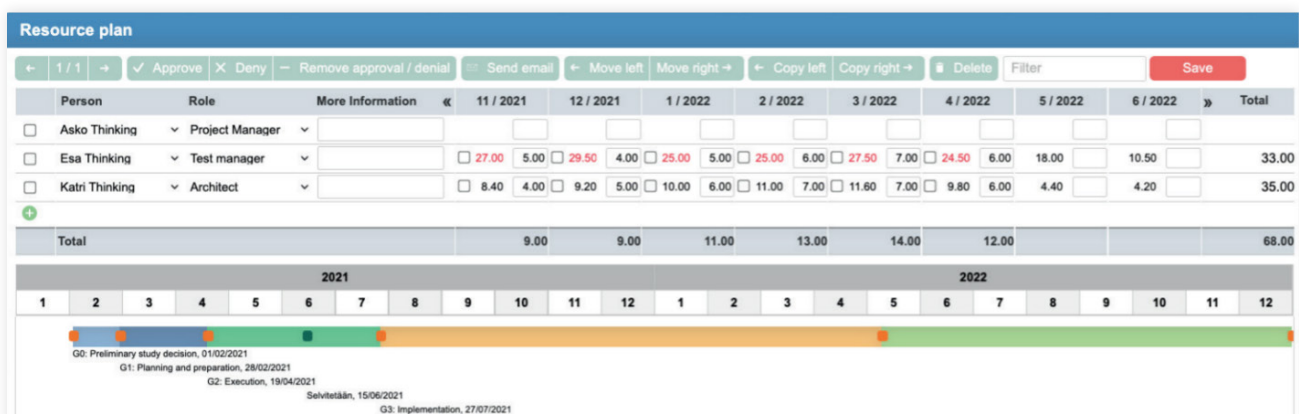 Resource plan
← 1 / 1 → ✓ Approve ✕ Deny − Remove approval / denial Send email ← Move left Move right → ← Copy left Copy right → Delete Filter Save
Person Role More Information « 11 / 2021 12 / 2021 1 / 2022 2 / 2022 3 / 2022 4 / 2022 5 / 2022 6 / 2022 » Total
Asko Thinking Project Manager
Esa Thinking Test manager 27.00 5.00 29.50 4.00 25.00 5.00 25.00 6.00 27.50 7.00 24.50 6.00 18.00 10.50 33.00
Katri Thinking Architect 8.40 4.00 9.20 5.00 10.00 6.00 11.00 7.00 11.60 7.00 9.80 6.00 4.40 4.20 35.00
Total 9.00 9.00 11.00 13.00 14.00 12.00 68.00
2021 2022
1 2 3 4 5 6 7 8 9 10 11 12 1 2 3 4 5 6 7 8 9 10 11 12
G0: Preliminary study decision, 01/02/2021
G1: Planning and preparation, 28/02/2021
G2: Execution, 19/04/2021
Selvitetään, 15/06/2021
G3: Implementation, 27/07/2021